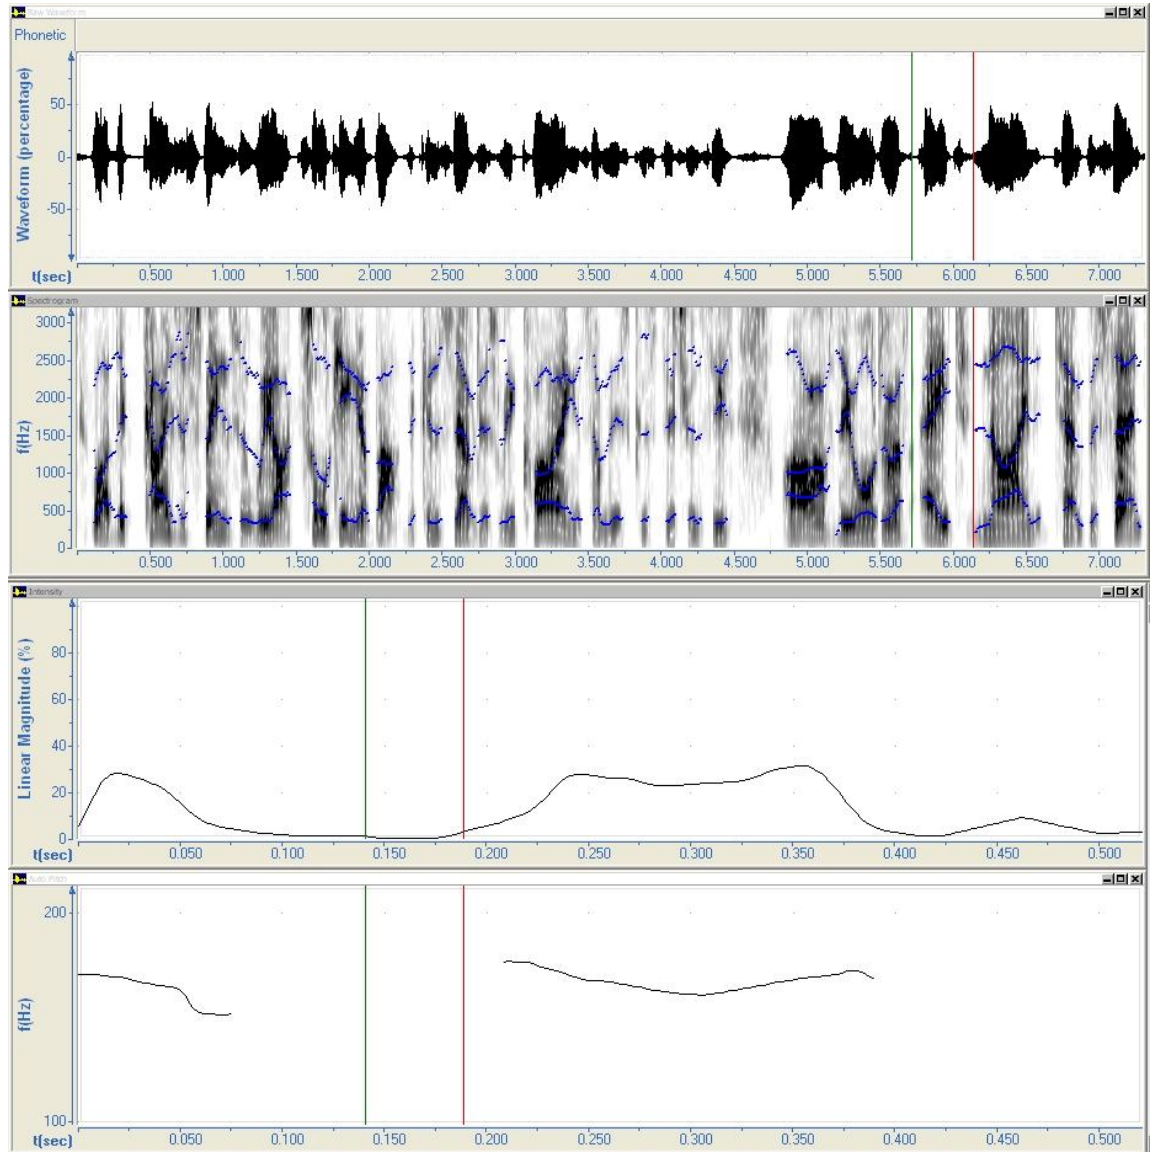 Raw Waveform
Phonetic
Waveform (percentage)
50
0
-50
t(sec) 0.500 1.000 1.500 2.000 2.500 3.000 3.500 4.000 4.500 5.000 5.500 6.000 6.500 7.000
Spectrogram
f(Hz)
3000
2500
2000
1500
1000
500
0
0.500 1.000 1.500 2.000 2.500 3.000 3.500 4.000 4.500 5.000 5.500 6.000 6.500 7.000
Intensity
Linear Magnitude (%)
80
60
40
20
0
t(sec) 0.050 0.100 0.150 0.200 0.250 0.300 0.350 0.400 0.450 0.500
Auto Pitch
f(Hz)
200
100
t(sec) 0.050 0.100 0.150 0.200 0.250 0.300 0.350 0.400 0.450 0.500